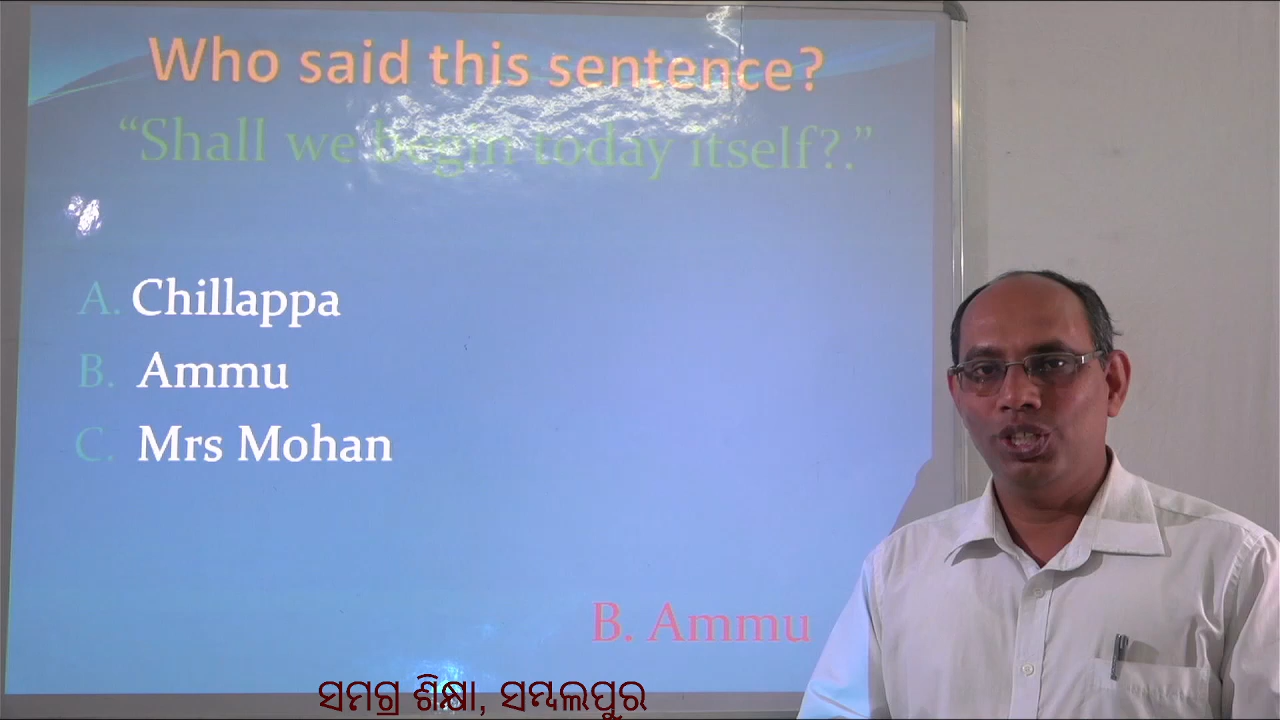 Who said this sentence?
“Shall we begin today itself?.”
A. Chillappa
B. Ammu
C. Mrs Mohan
B. Ammu
ସମଗ୍ର ଶିକ୍ଷା, ସମ୍ବଲପୁର